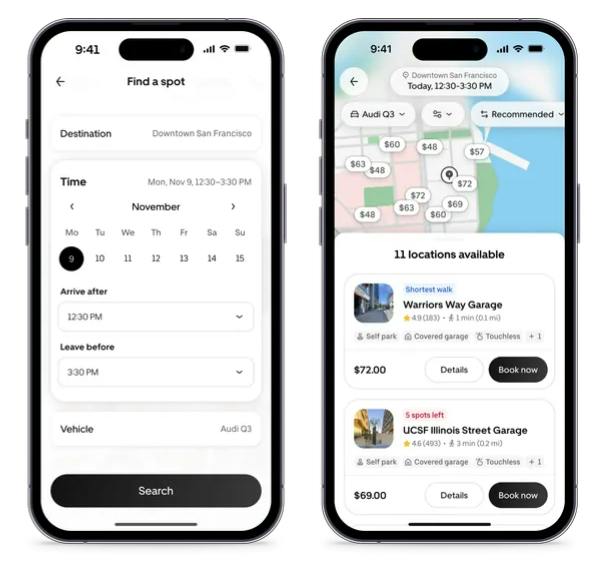 9:41
Find a spot
Destination Downtown San Francisco
Time Mon, Nov 9, 12:30–3:30 PM
November
Mo Tu We Th Fr Sa Su
9 10 11 12 13 14 15
Arrive after
12:30 PM
Leave before
3:30 PM
Vehicle Audi Q3
Search
9:41
Downtown San Francisco
Today, 12:30-3:30 PM
Audi Q3
Recommended
$60
$48
$57
$63
$48
$72
$72
$48
$63
$69
$60
11 locations available
Shortest walk
Warriors Way Garage
4.9 (183) • 1 min (0.1 mi)
Self park Covered garage Touchless + 1
$72.00 Details Book now
5 spots left
UCSF Illinois Street Garage
4.6 (493) • 3 min (0.2 mi)
Self park Covered garage Touchless + 1
$69.00 Details Book now